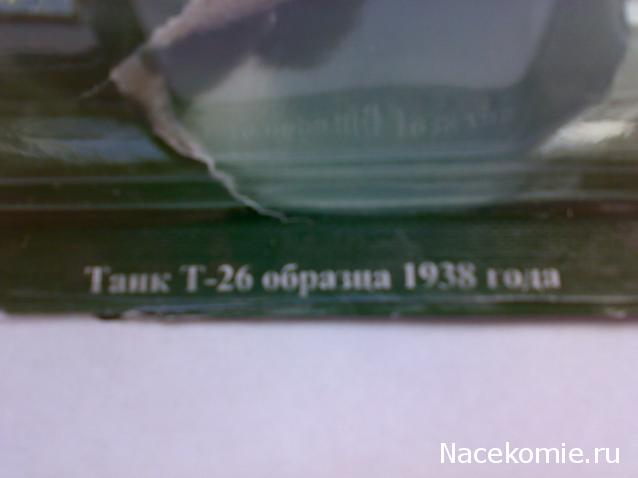 Танк Т-26 образца 1938 года
Nacekomie.ru